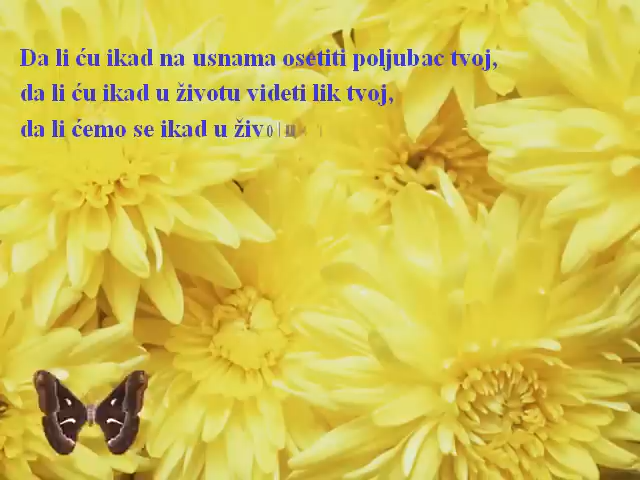 Da li ću ikad na usnama osetiti poljubac tvoj,
da li ću ikad u životu videti lik tvoj,
da li ćemo se ikad u živ